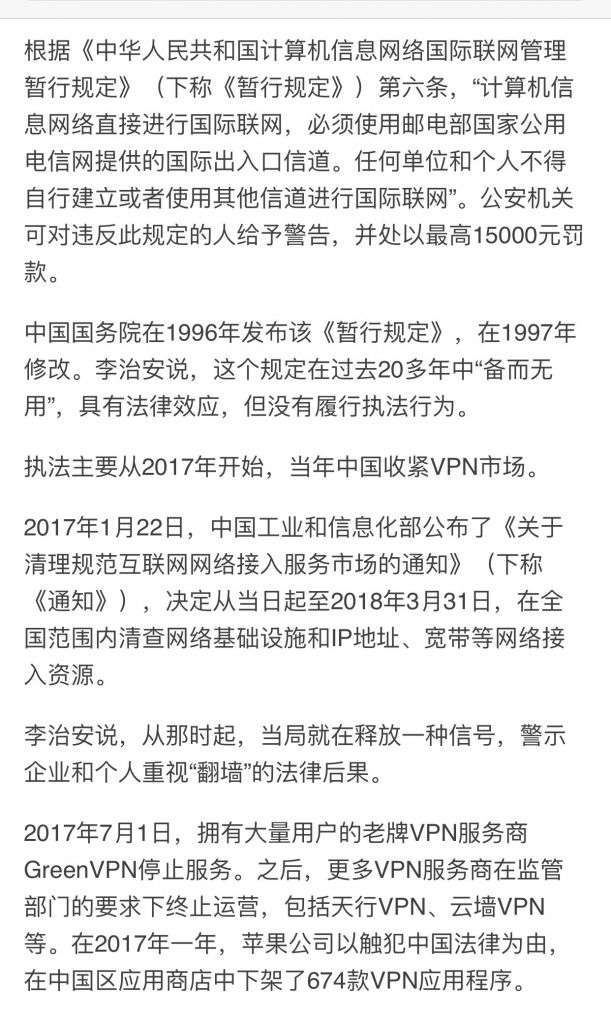 根据《中华人民共和国计算机信息网络国际联网管理
暂行规定》（下称《暂行规定》）第六条，“计算机信
息网络直接进行国际联网，必须使用邮电部国家公用
电信网提供的国际出入口信道。任何单位和个人不得
自行建立或者使用其他信道进行国际联网”。公安机关
可对违反此规定的人给予警告，并处以最高15000元罚
款。
中国国务院在1996年发布该《暂行规定》，在1997年
修改。李治安说，这个规定在过去20多年中“备而无
用”，具有法律效应，但没有履行执法行为。
执法主要从2017年开始，当年中国收紧VPN市场。
2017年1月22日，中国工业和信息化部公布了《关于
清理规范互联网网络接入服务市场的通知》（下称
《通知》），决定从当日起至2018年3月31日，在全
国范围内清查网络基础设施和IP地址、宽带等网络接
入资源。
李治安说，从那时起，当局就在释放一种信号，警示
企业和个人重视“翻墙”的法律后果。
2017年7月1日，拥有大量用户的老牌VPN服务商
GreenVPN停止服务。之后，更多VPN服务商在监管
部门的要求下终止运营，包括天行VPN、云墙VPN
等。在2017年一年，苹果公司以触犯中国法律为由，
在中国区应用商店中下架了674款VPN应用程序。